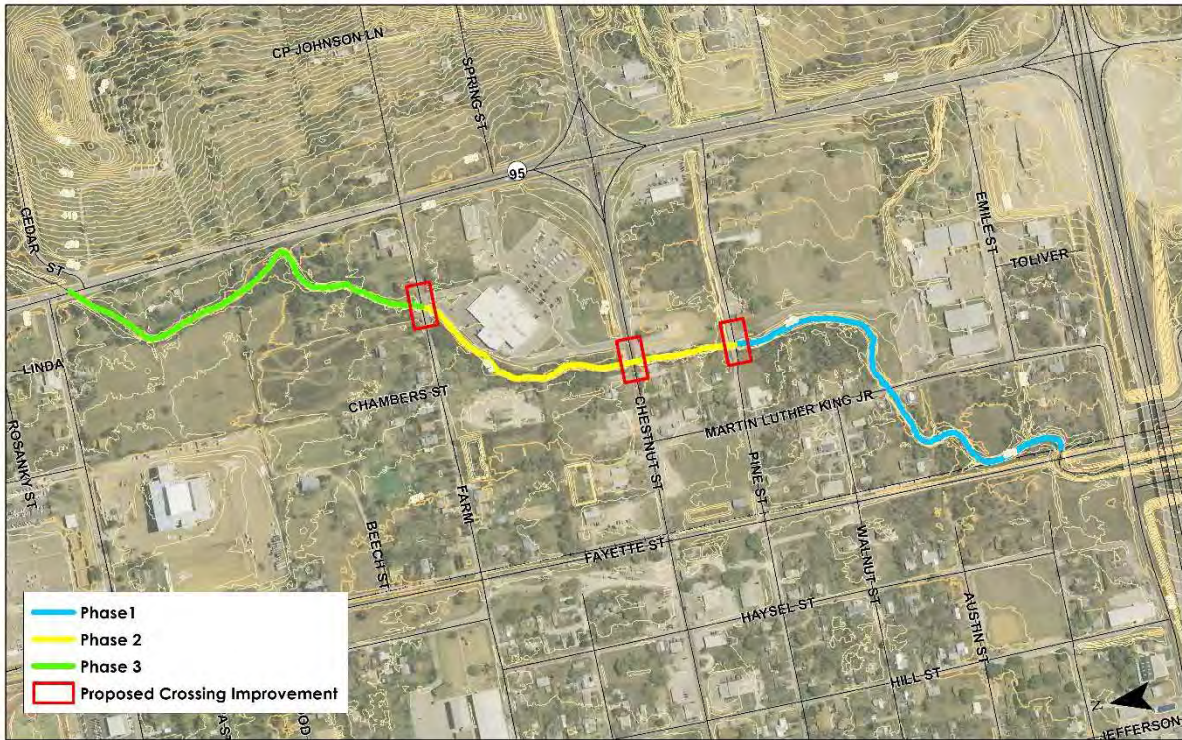 CP JOHNSON LN
SPRING ST
95
CEDAR ST
EMILE ST
TOLIVER
LINDA
CHAMBERS ST
MARTIN LUTHER KING JR
ROSANKY ST
CHESTNUT ST
PINE ST
FARM
BEECH ST
FAYETTE ST
WALNUT ST
HAYSEL ST
AUSTIN ST
HILL ST
Phase1
Phase 2
Phase 3
Proposed Crossing Improvement
N
JEFFERSON